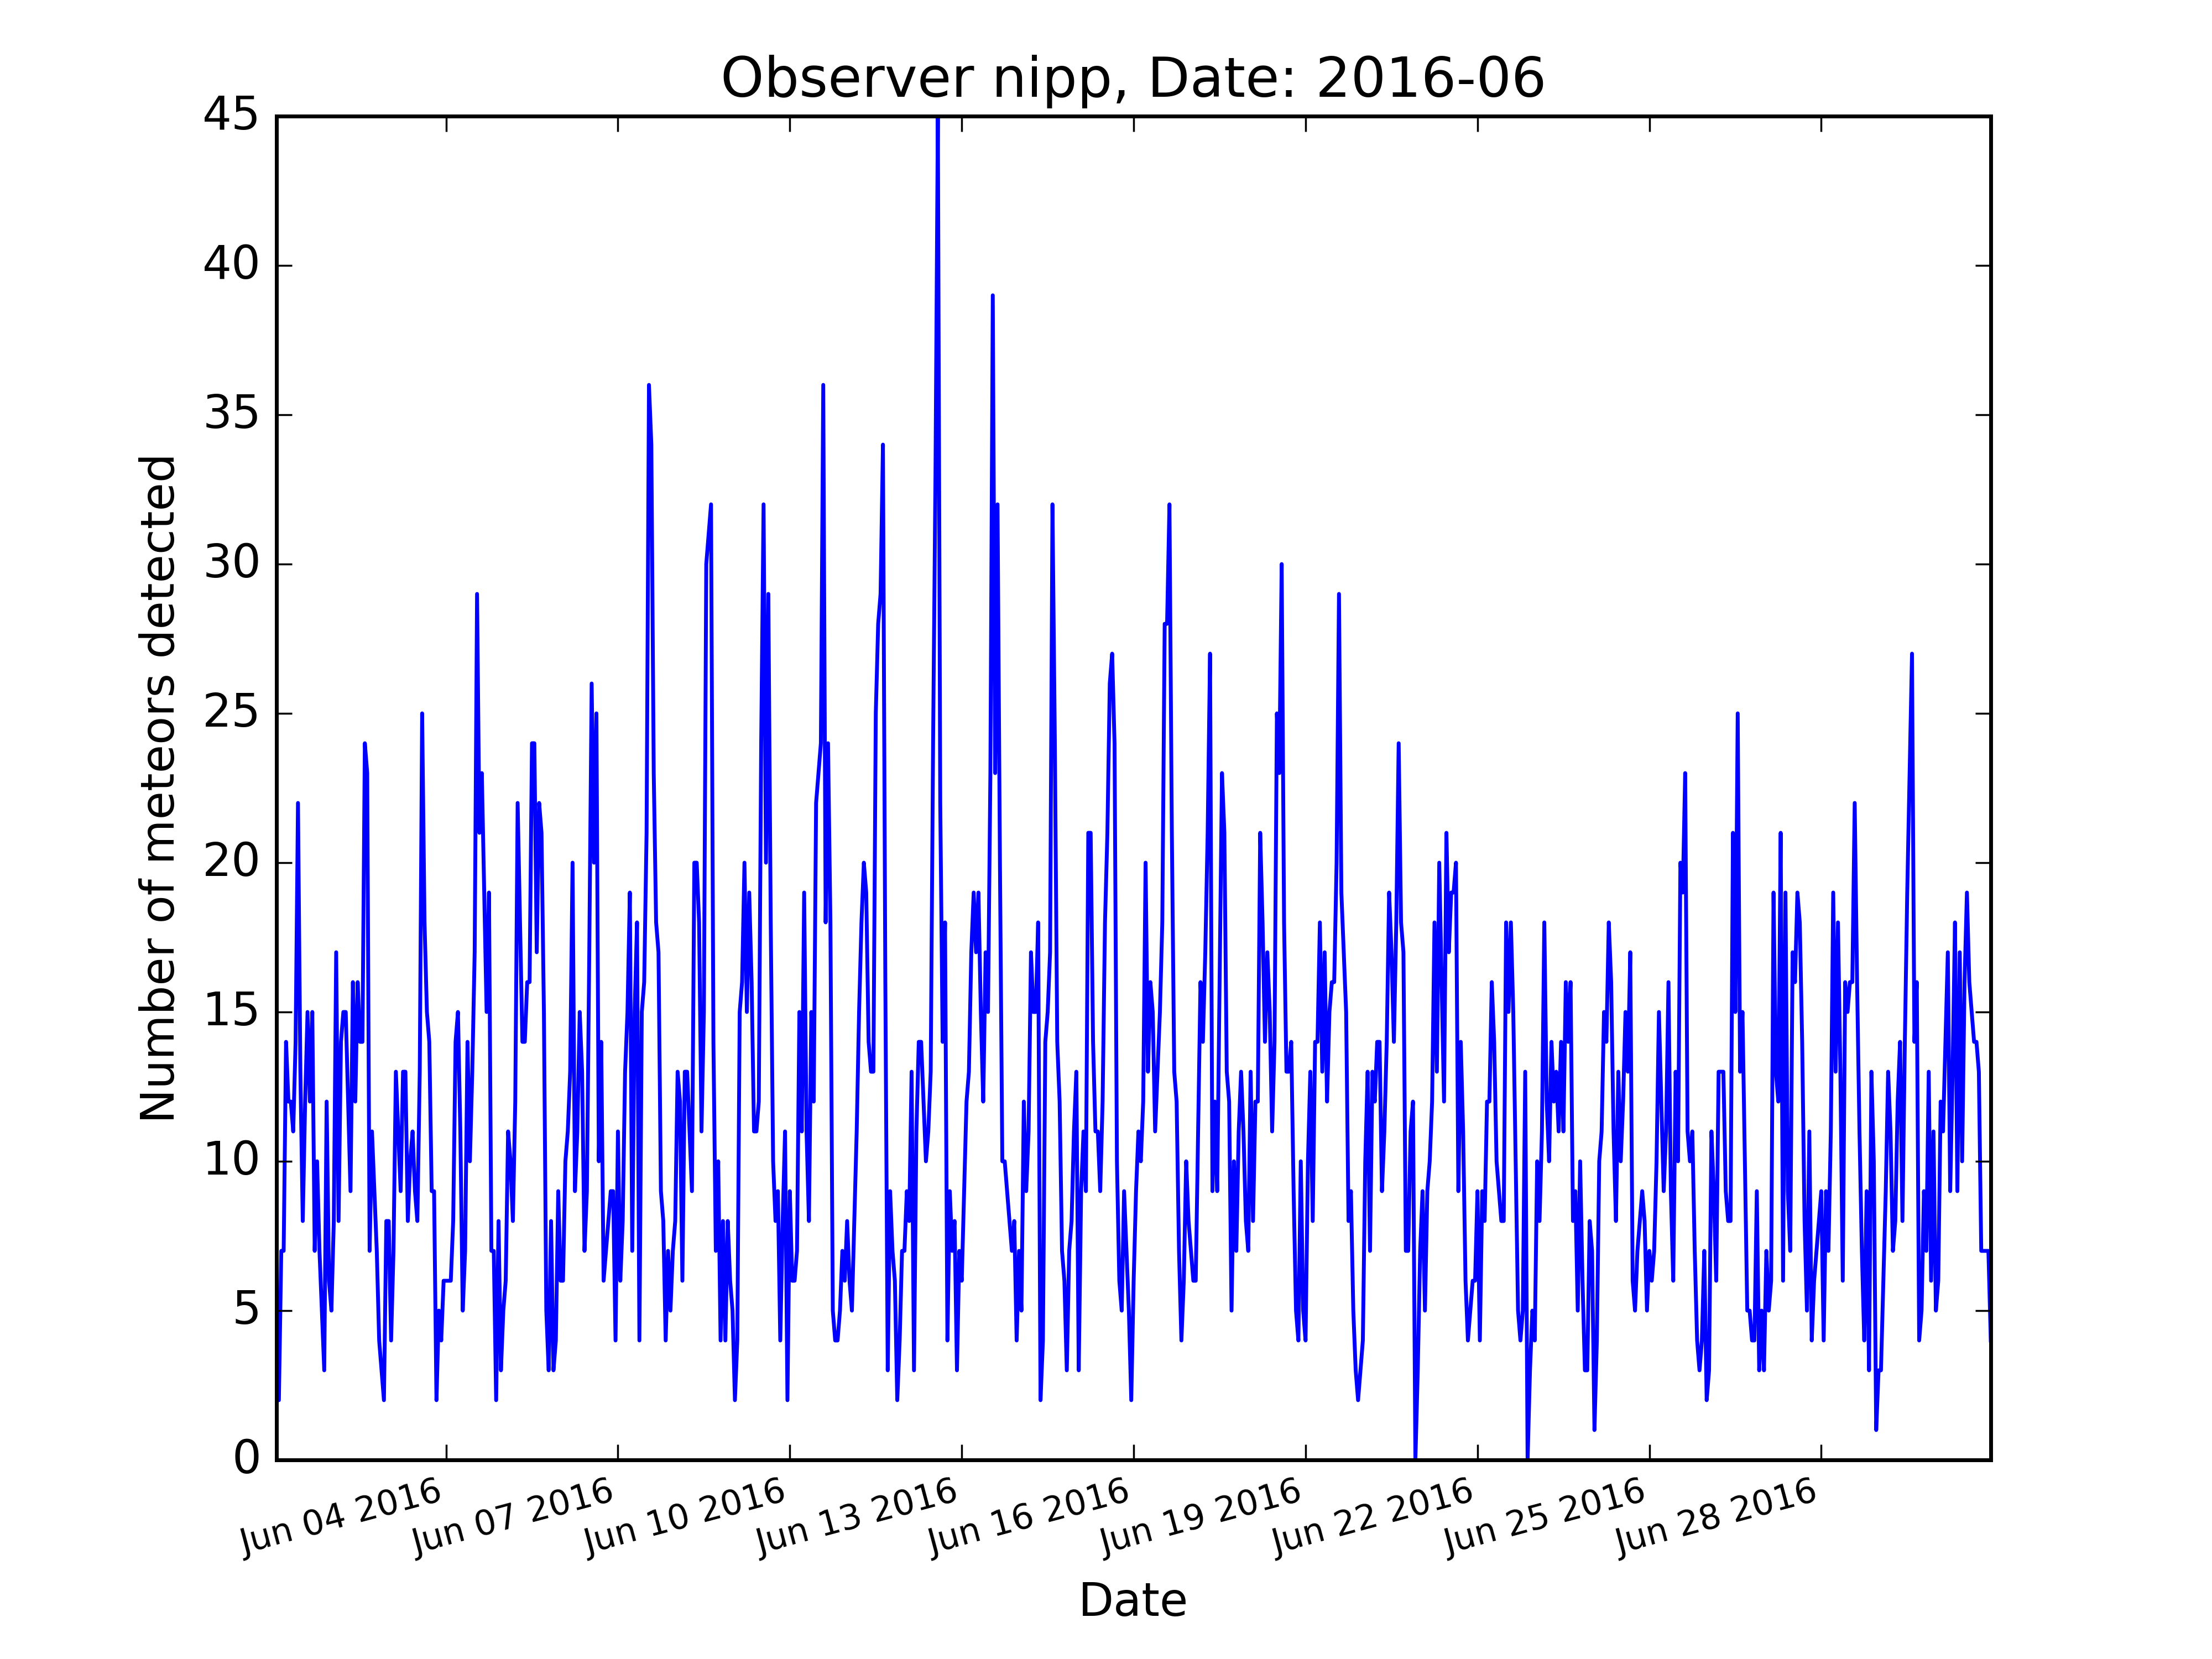 Observer nipp, Date: 2016-06
45
40
35
30
25
20
15
10
5
0
Number of meteors detected
Jun 04 2016
Jun 07 2016
Jun 10 2016
Jun 13 2016
Jun 16 2016
Jun 19 2016
Jun 22 2016
Jun 25 2016
Jun 28 2016
Date